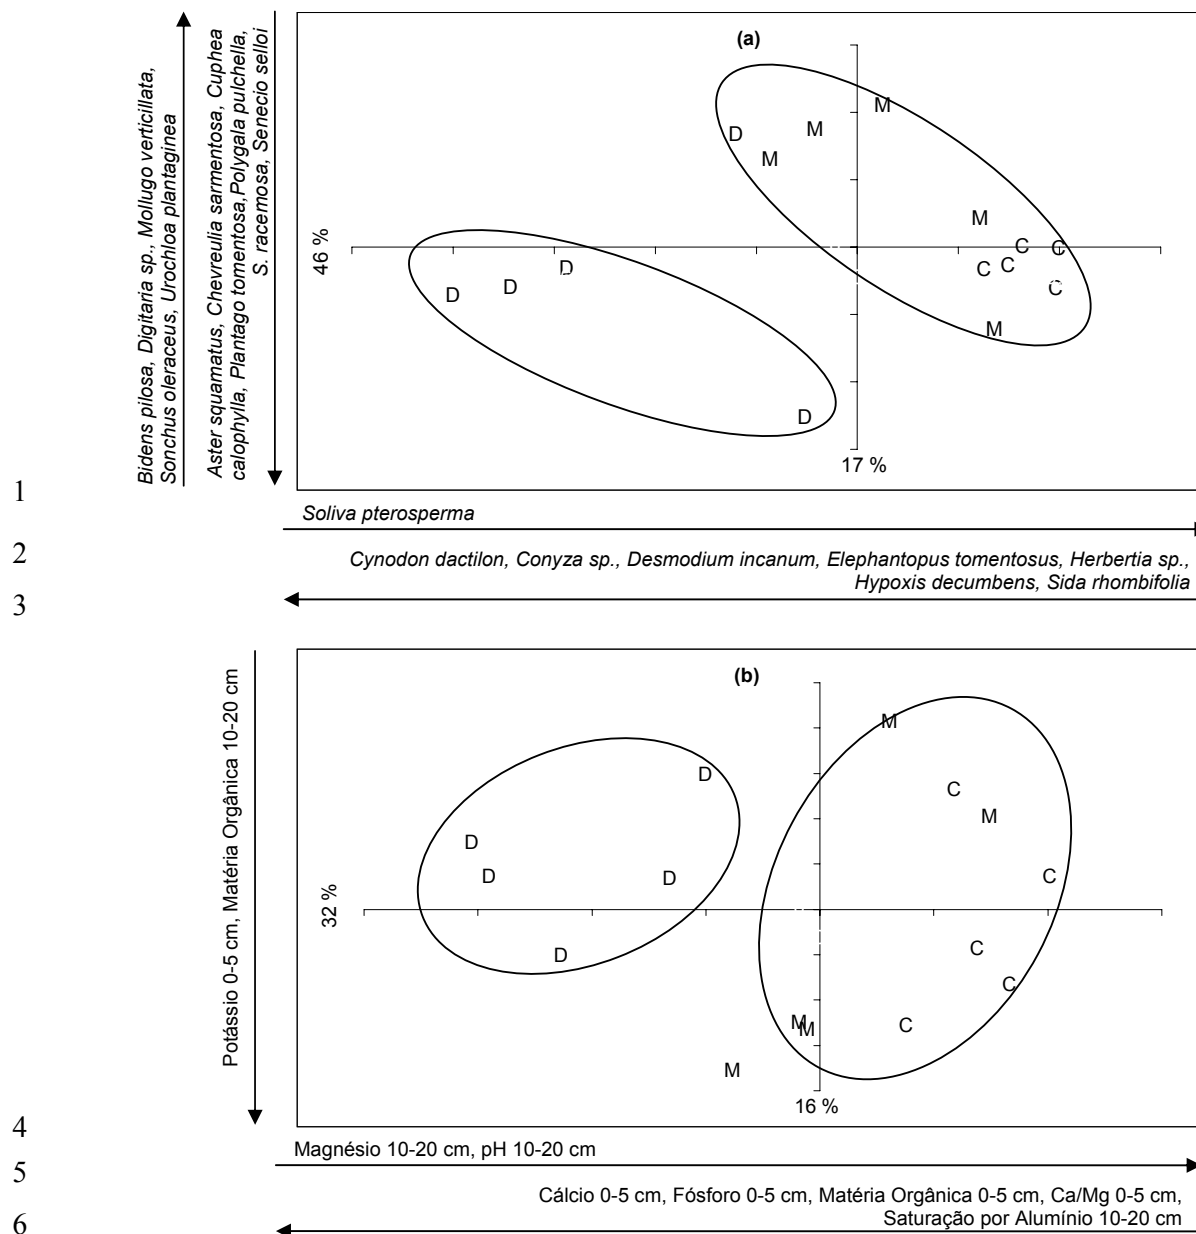 Bidens pilosa, Digitaria sp., Mollugo verticillata,
Sonchus oleraceus, Urochloa plantaginea
Aster squamatus, Chevreulia sarmentosa, Cuphea
calophylla, Plantago tomentosa,Polygala pulchella,
S. racemosa, Senecio selloi
(a)
M
D
M
M
M
C
C
C
C
C
M
46 %
D
D
D
D
17 %
1
Soliva pterosperma
2
Cynodon dactilon, Conyza sp., Desmodium incanum, Elephantopus tomentosus, Herbertia sp.,
Hypoxis decumbens, Sida rhombifolia
3
Potássio 0-5 cm, Matéria Orgânica 10-20 cm
(b)
M
D
C
M
D
D
D
C
32 %
D
C
C
M
M
C
M
16 %
4
Magnésio 10-20 cm, pH 10-20 cm
5
Cálcio 0-5 cm, Fósforo 0-5 cm, Matéria Orgânica 0-5 cm, Ca/Mg 0-5 cm,
Saturação por Alumínio 10-20 cm
6